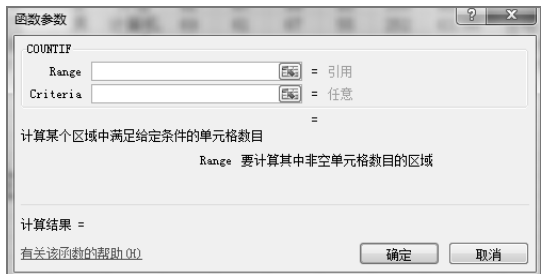 函数参数
COUNTIF
Range = 引用
Criteria = 任意
=
计算某个区域中满足给定条件的单元格数目
Range 要计算其中非空单元格数目的区域
计算结果 =
有关该函数的帮助(H)
确定 取消